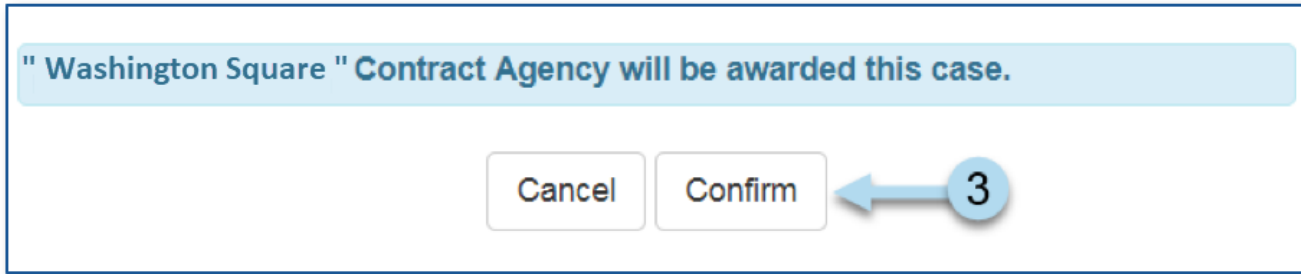 " Washington Square " Contract Agency will be awarded this case.
Cancel Confirm 3